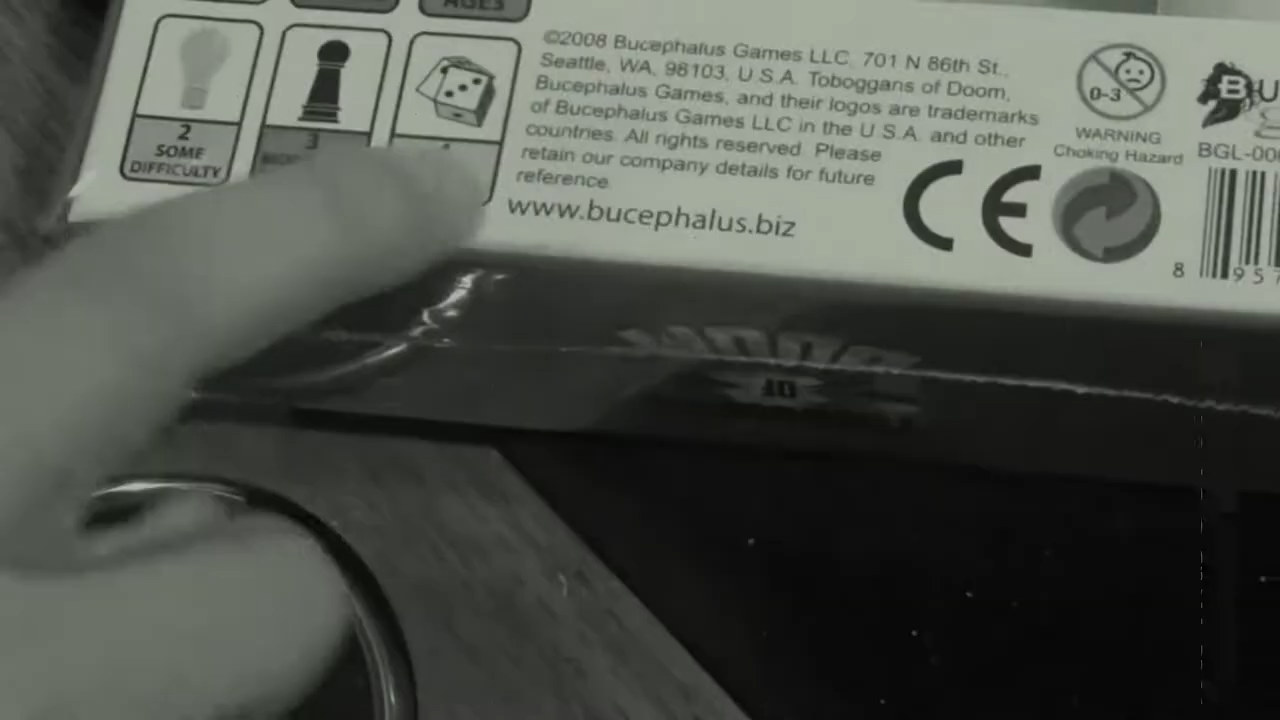 AGES
2
SOME
DIFFICULTY
3
©2008 Bucephalus Games LLC, 701 N 86th St.,
Seattle, WA, 98103, U.S.A. Toboggans of Doom,
Bucephalus Games, and their logos are trademarks
of Bucephalus Games LLC in the U.S.A. and other
countries. All rights reserved. Please
retain our company details for future
reference.
www.bucephalus.biz
0-3
WARNING
Choking Hazard
CE
BU
BGL-00
8 957
DOOM
OF